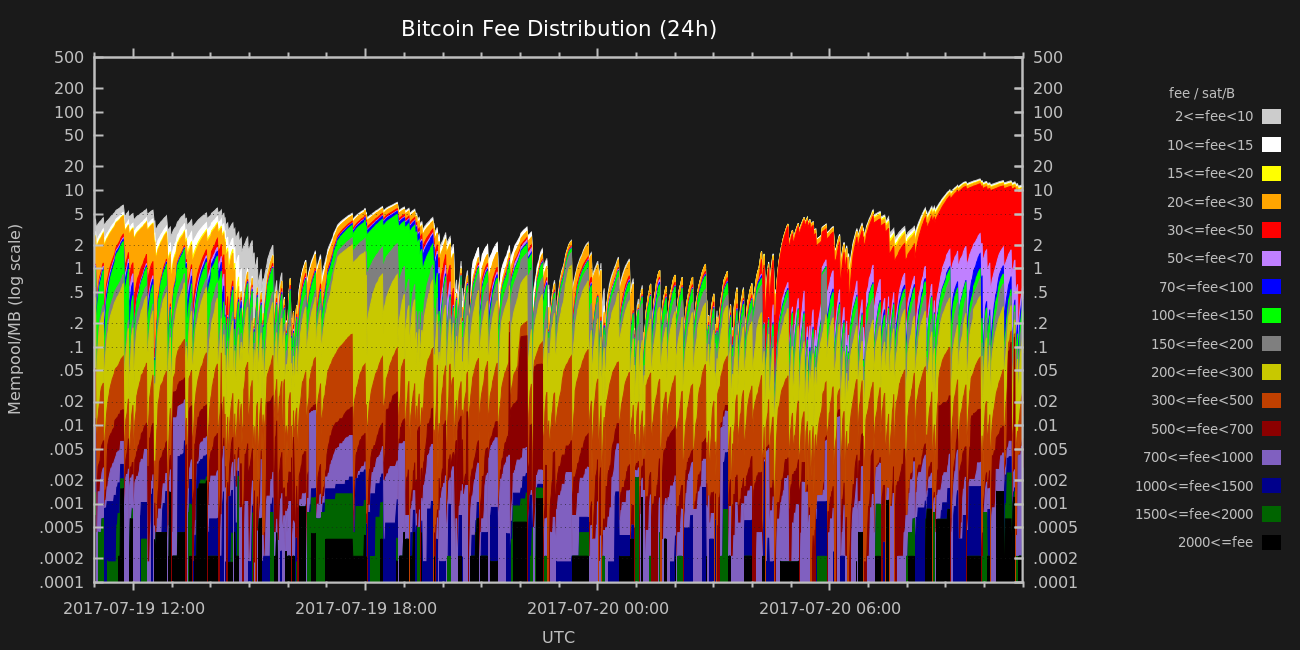 Bitcoin Fee Distribution (24h)
500
200
100
50
20
10
5
2
1
.5
.2
.1
.05
.02
.01
.005
.002
.001
.0005
.0002
.0001
Mempool/MB (log scale)
500
200
100
50
20
10
5
2
1
.5
.2
.1
.05
.02
.01
.005
.002
.001
.0005
.0002
.0001
2017-07-19 12:00
2017-07-19 18:00
2017-07-20 00:00
2017-07-20 06:00
UTC
fee / sat/B
2<=fee<10
10<=fee<15
15<=fee<20
20<=fee<30
30<=fee<50
50<=fee<70
70<=fee<100
100<=fee<150
150<=fee<200
200<=fee<300
300<=fee<500
500<=fee<700
700<=fee<1000
1000<=fee<1500
1500<=fee<2000
2000<=fee